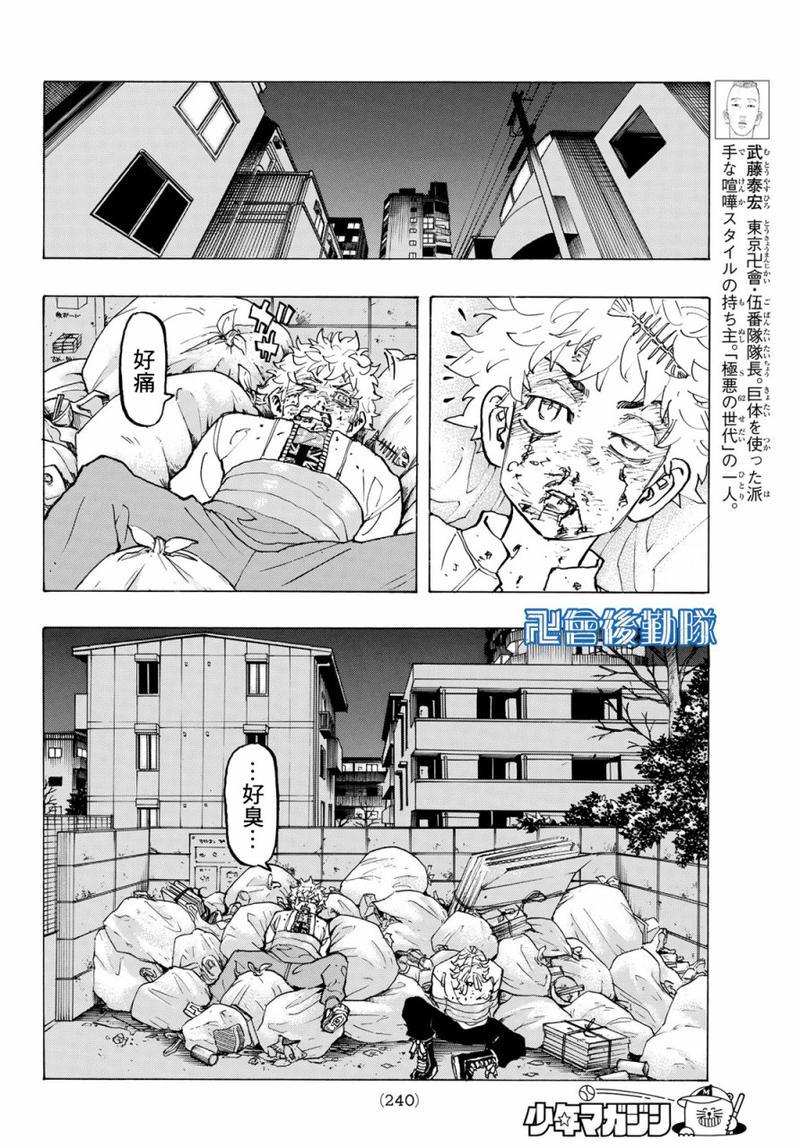 武藤泰宏 東京卍會・伍番隊隊長。巨体を使った派
手な喧嘩スタイルの持ち主。「極悪の世代」の一人。
好痛
卍會後勤隊
…好臭…
(240)
少年マガジン